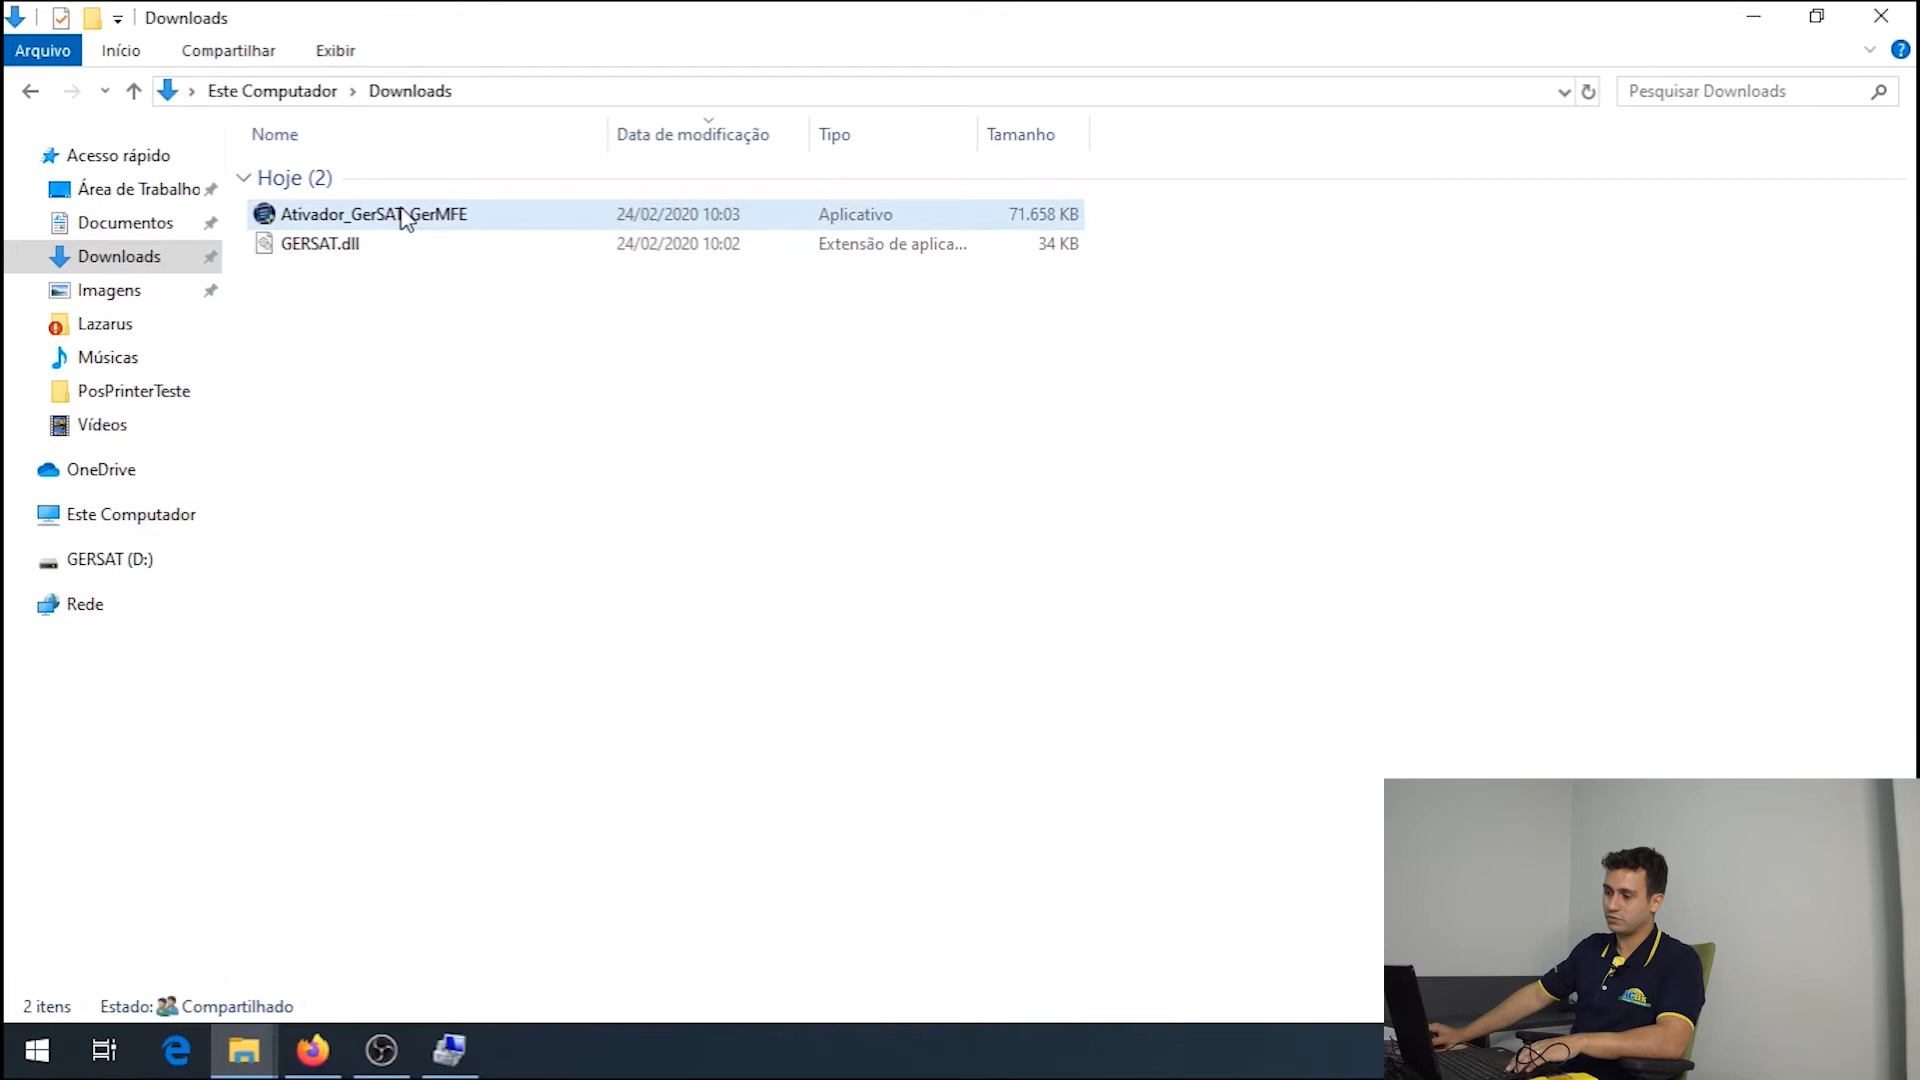 Downloads
Arquivo Início Compartilhar Exibir
Este Computador > Downloads
Pesquisar Downloads
Nome Data de modificação Tipo Tamanho
Hoje (2)
Ativador_GerSAT_GerMFE 24/02/2020 10:03 Aplicativo 71.658 KB
GERSAT.dll 24/02/2020 10:02 Extensão de aplica... 34 KB
Acesso rápido
Área de Trabalho
Documentos
Downloads
Imagens
Lazarus
Músicas
PosPrinterTeste
Vídeos
OneDrive
Este Computador
GERSAT (D:)
Rede
2 itens Estado: Compartilhado